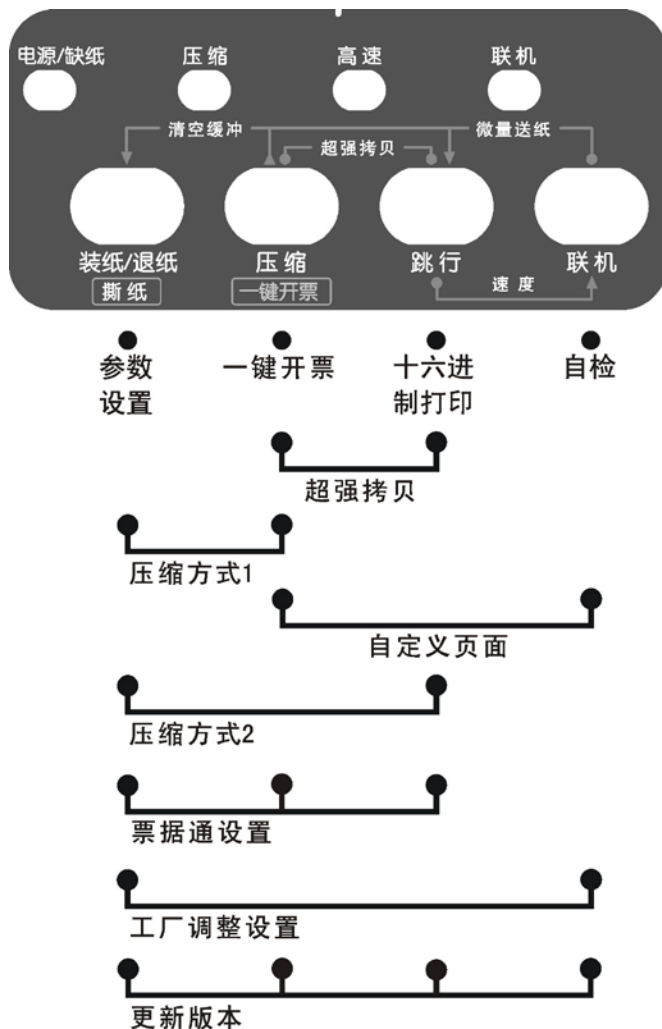 电源/缺纸 压缩 高速 联机
清空缓冲 微量送纸
超强拷贝
装纸/退纸 压缩 跳行 联机
撕纸 一键开票 速度
参数 一键开票 十六进 自检
设置 制打印
超强拷贝
压缩方式1
自定义页面
压缩方式2
票据通设置
工厂调整设置
更新版本